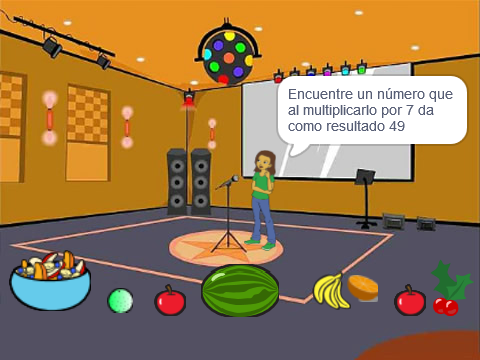 Encuentre un número que
al multiplicarlo por 7 da
como resultado 49